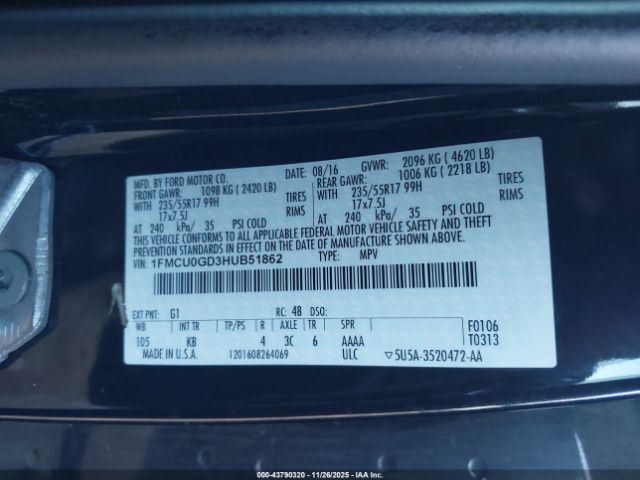 MFD. BY FORD MOTOR CO. DATE: 08/16 GVWR: 2096 KG ( 4620 LB)
FRONT GAWR: 1098 KG ( 2420 LB) REAR GAWR: 1006 KG ( 2218 LB)
WITH 235/55R17 99H TIRES WITH 235/55R17 99H TIRES
17x7.5J RIMS 17x7.5J RIMS
AT 240 kPa/ 35 PSI COLD AT 240 kPa/ 35 PSI COLD
THIS VEHICLE CONFORMS TO ALL APPLICABLE FEDERAL MOTOR VEHICLE SAFETY AND THEFT
PREVENTION STANDARDS IN EFFECT ON THE DATE OF MANUFACTURE SHOWN ABOVE.
VIN: 1FMCU0GD3HUB51862 TYPE: MPV
EXT PNT: G1 RC: 48 DSO:
WB INT TR TP/PS R AXLE TR SPR F0106
105 KB 4 3C 6 AAAA T0313
MADE IN U.S.A. 1201608264069 ULC ▽5U5A-3520472-AA
000-43790320 - 11/26/2025 - IAAI.COM